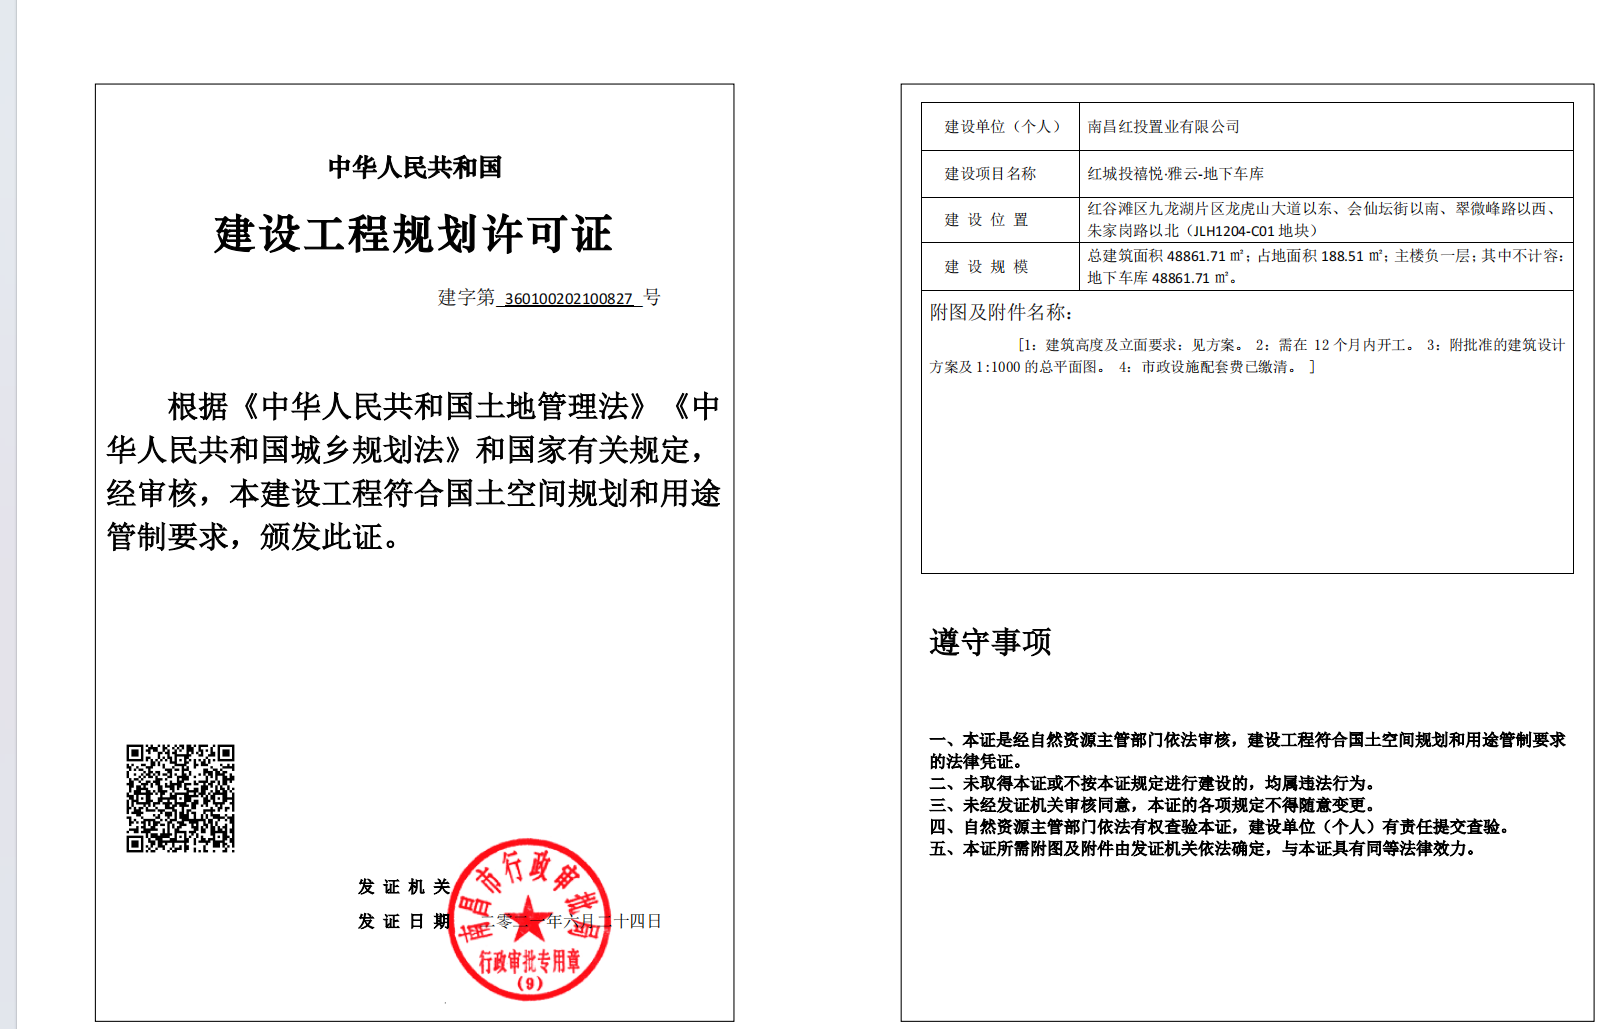 中华人民共和国
建设工程规划许可证
建字第 360100202100827 号
根据《中华人民共和国土地管理法》《中
华人民共和国城乡规划法》和国家有关规定，
经审核，本建设工程符合国土空间规划和用途
管制要求，颁发此证。
发证机关
发证日期 二零二一年六月二十四日
南昌市行政审批局
行政审批专用章
(9)
建设单位（个人） 南昌红投置业有限公司
建设项目名称 红城投禧悦·雅云-地下车库
建设位置 红谷滩区九龙湖片区龙虎山大道以东、会仙坛街以南、翠微峰路以西、
朱家岗路以北（JLH1204-C01 地块）
建设规模 总建筑面积 48861.71 ㎡；占地面积 188.51 ㎡；主楼负一层；其中不计容：
地下车库 48861.71 ㎡。
附图及附件名称：
[1：建筑高度及立面要求：见方案。 2：需在 12 个月内开工。 3：附批准的建筑设计
方案及 1:1000 的总平面图。 4：市政设施配套费已缴清。 ]
遵守事项
一、本证是经自然资源主管部门依法审核，建设工程符合国土空间规划和用途管制要求
的法律凭证。
二、未取得本证或不按本证规定进行建设的，均属违法行为。
三、未经发证机关审核同意，本证的各项规定不得随意变更。
四、自然资源主管部门依法有权查验本证，建设单位（个人）有责任提交查验。
五、本证所需附图及附件由发证机关依法确定，与本证具有同等法律效力。